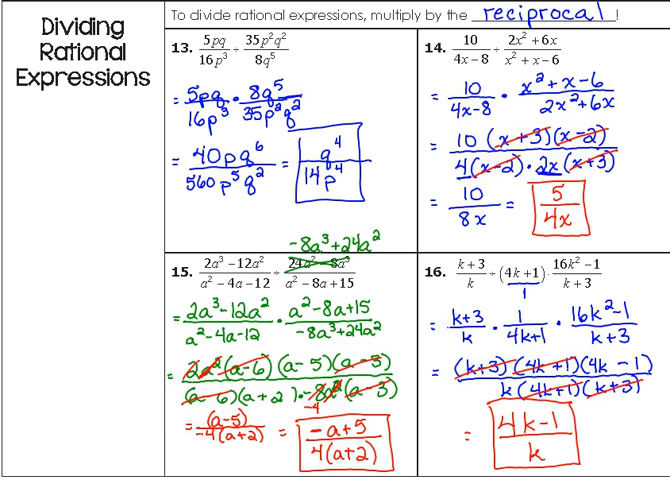 Dividing
Rational
Expressions
To divide rational expressions, multiply by the reciprocal!
13. 5pq/16p³ ÷ 35p²q²/8q⁵
= 5pq/16p³ • 8q⁵/35p²q²
= 40pq⁶/560p⁵q² = q⁴/14p⁴
14. 10/(4x − 8) ÷ (2x² + 6x)/(x² + x − 6)
= 10/(4x-8) • (x²+x-6)/(2x²+6x)
= 10(x+3)(x-2)/4(x-2)•2x(x+3)
= 10/8x = 5/4x
-8a³+24a²
15. (2a³ − 12a²)/(a² − 4a − 12) ÷ (24a² − 8a³)/(a² − 8a + 15)
= (2a³-12a²)/(a²-4a-12) • (a²-8a+15)/(-8a³+24a²)
= 2a²(a-6)(a-5)(a-3)/(a-6)(a+2)•-8a²(a-3)
-4
= (a-5)/-4(a+2) = (-a+5)/4(a+2)
16. (k + 3)/k ÷ (4k + 1) · (16k² − 1)/(k + 3)
1
= (k+3)/k • 1/(4k+1) • (16k²-1)/(k+3)
= (k+3)(4k+1)(4k-1)/k(4k+1)(k+3)
= (4k-1)/k